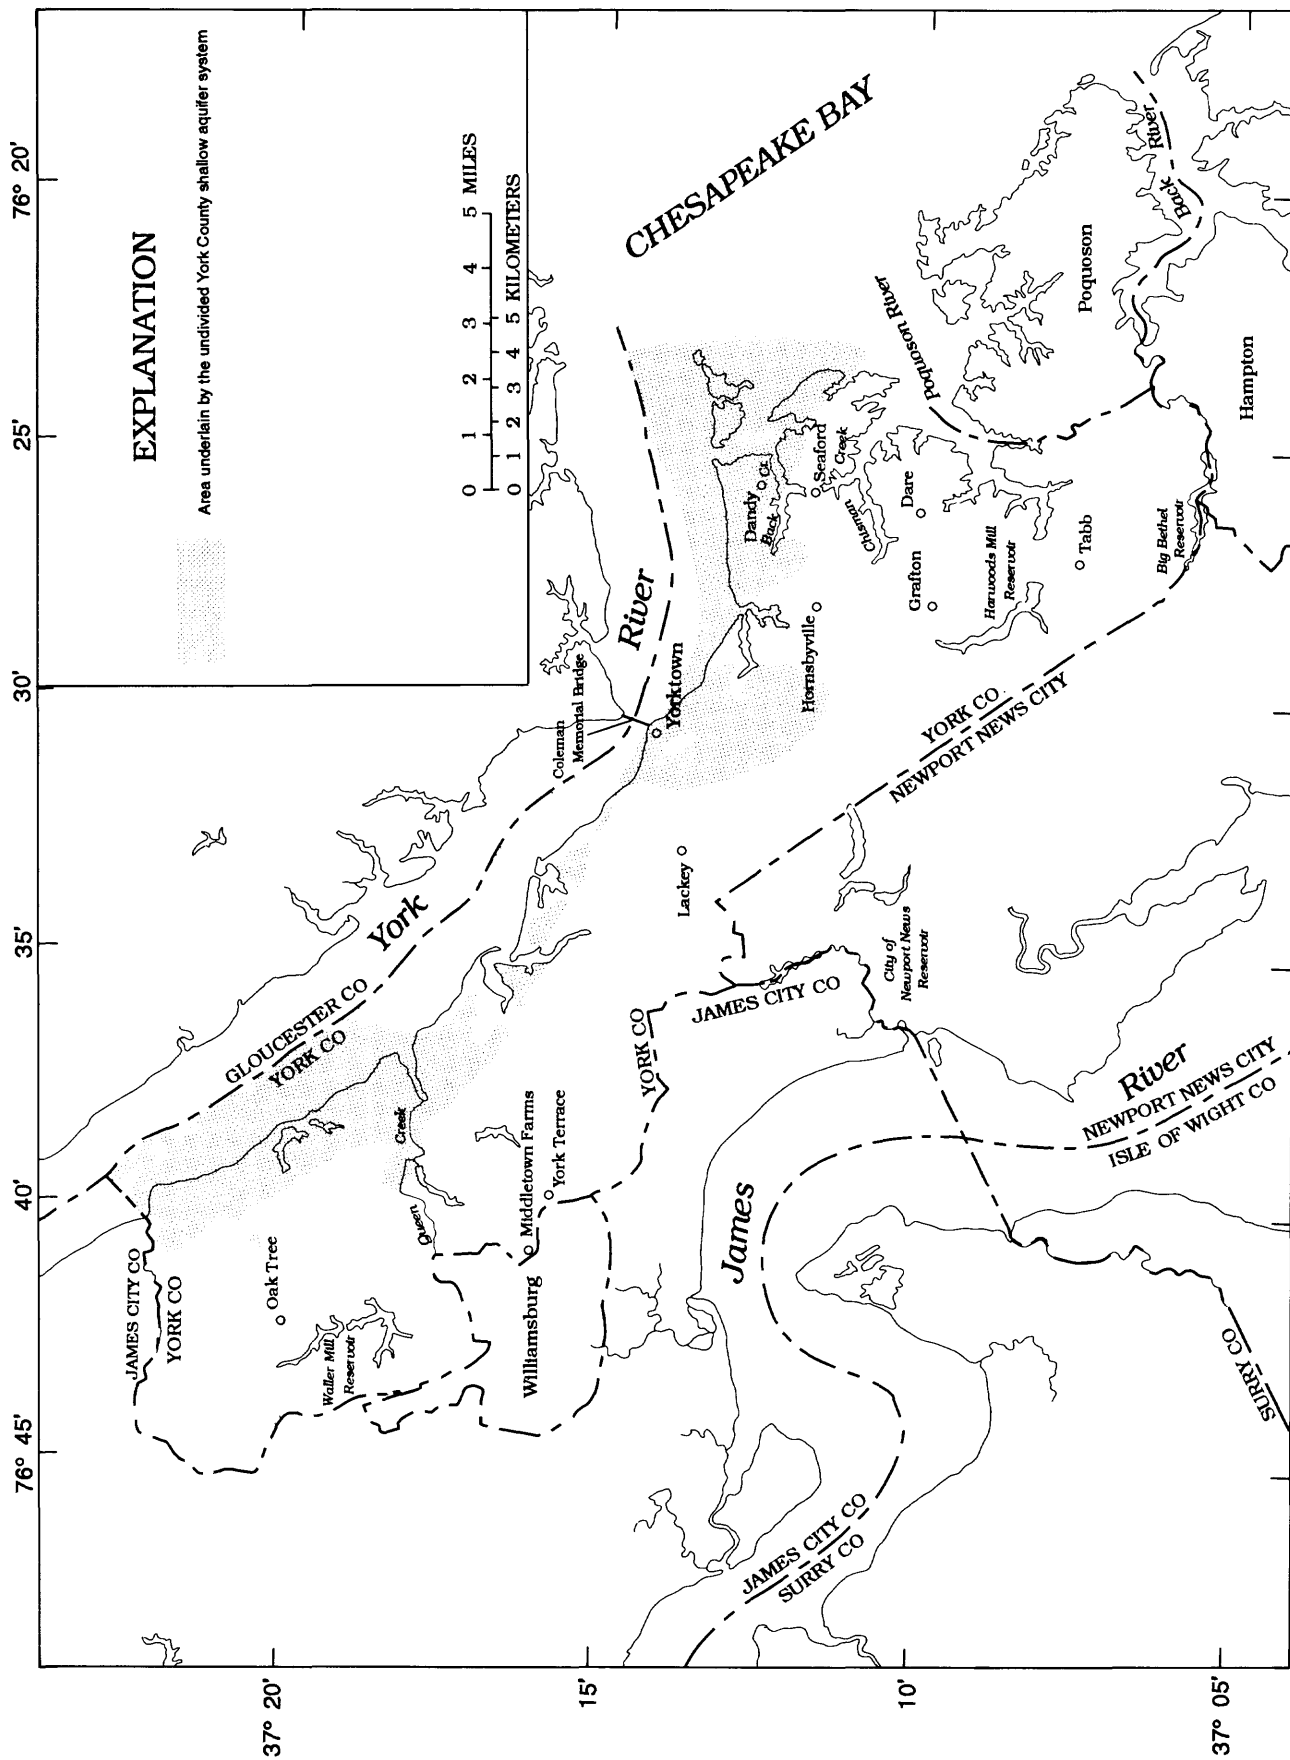 76° 45'
40'
35'
30'
25'
76° 20'
37° 20'
15'
10'
37° 05'
EXPLANATION
Area underlain by the undivided York County shallow aquifer system
0 1 2 3 4 5 MILES
0 1 2 3 4 5 KILOMETERS
CHESAPEAKE BAY
JAMES CITY CO
YORK CO
Oak Tree
Waller Mill
Reservoir
Queen
Creek
GLOUCESTER CO
YORK CO
York
River
Coleman
Memorial Bridge
Yorktown
Williamsburg
Middletown Farms
York Terrace
YORK CO
JAMES CITY CO
Lackey
Hornsbyville
Dandy
Back
Cr.
Seaford
Chisman
Creek
Dare
Grafton
Harwoods Mill
Reservoir
Tabb
Poquoson River
Poquoson
Back
River
Big Bethel
Reservoir
Hampton
YORK CO
NEWPORT NEWS CITY
City of
Newport News
Reservoir
James
River
NEWPORT NEWS CITY
ISLE OF WIGHT CO
JAMES CITY CO
SURRY CO
SURRY CO